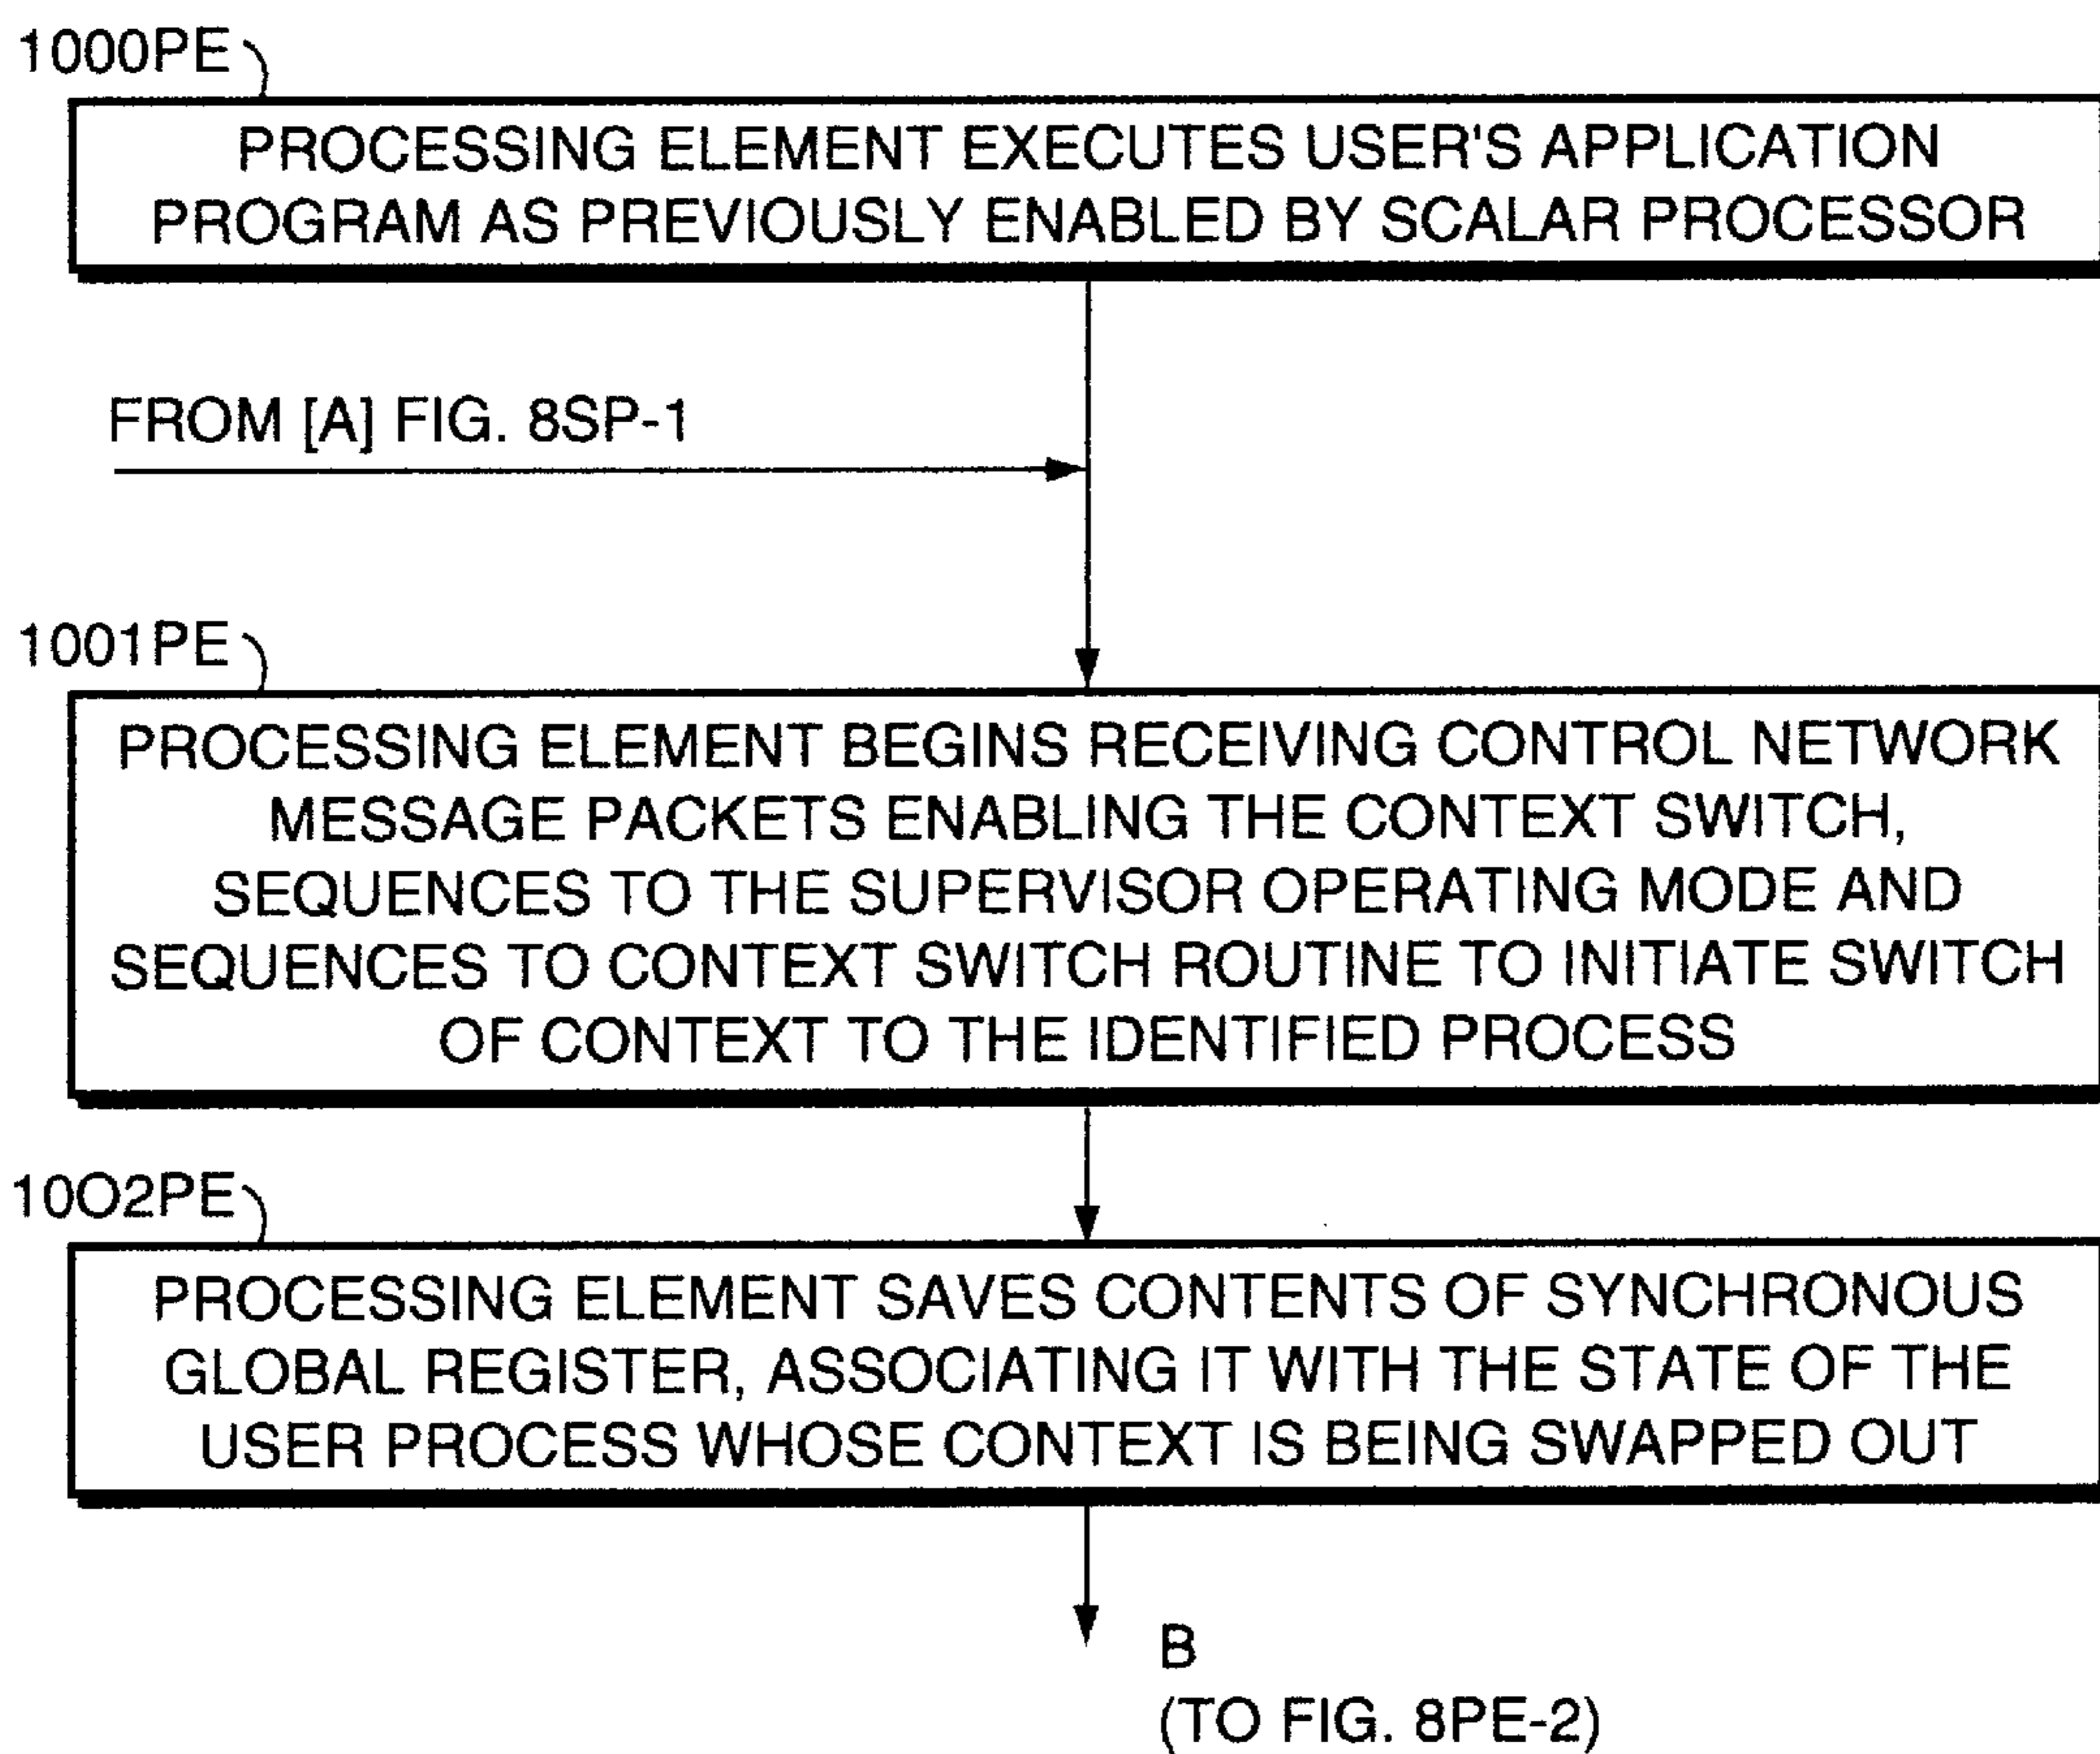 1000PE
PROCESSING ELEMENT EXECUTES USER'S APPLICATION
PROGRAM AS PREVIOUSLY ENABLED BY SCALAR PROCESSOR
FROM [A] FIG. 8SP-1
1001PE
PROCESSING ELEMENT BEGINS RECEIVING CONTROL NETWORK
MESSAGE PACKETS ENABLING THE CONTEXT SWITCH,
SEQUENCES TO THE SUPERVISOR OPERATING MODE AND
SEQUENCES TO CONTEXT SWITCH ROUTINE TO INITIATE SWITCH
OF CONTEXT TO THE IDENTIFIED PROCESS
10O2PE
PROCESSING ELEMENT SAVES CONTENTS OF SYNCHRONOUS
GLOBAL REGISTER, ASSOCIATING IT WITH THE STATE OF THE
USER PROCESS WHOSE CONTEXT IS BEING SWAPPED OUT
B
(TO FIG. 8PE-2)